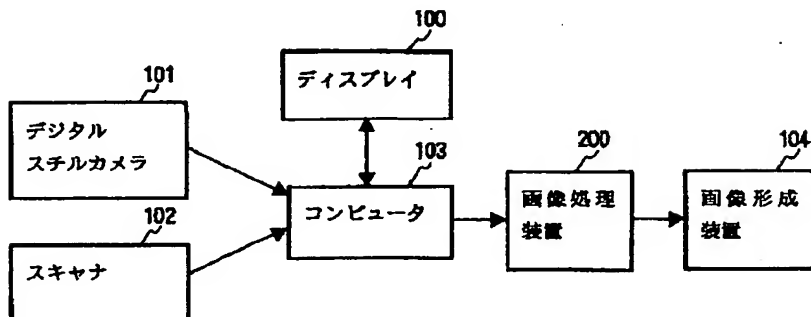 100
ディスプレイ
101
デジタル
スチルカメラ
103
コンピュータ
200
画像処理
装置
104
画像形成
装置
102
スキャナ